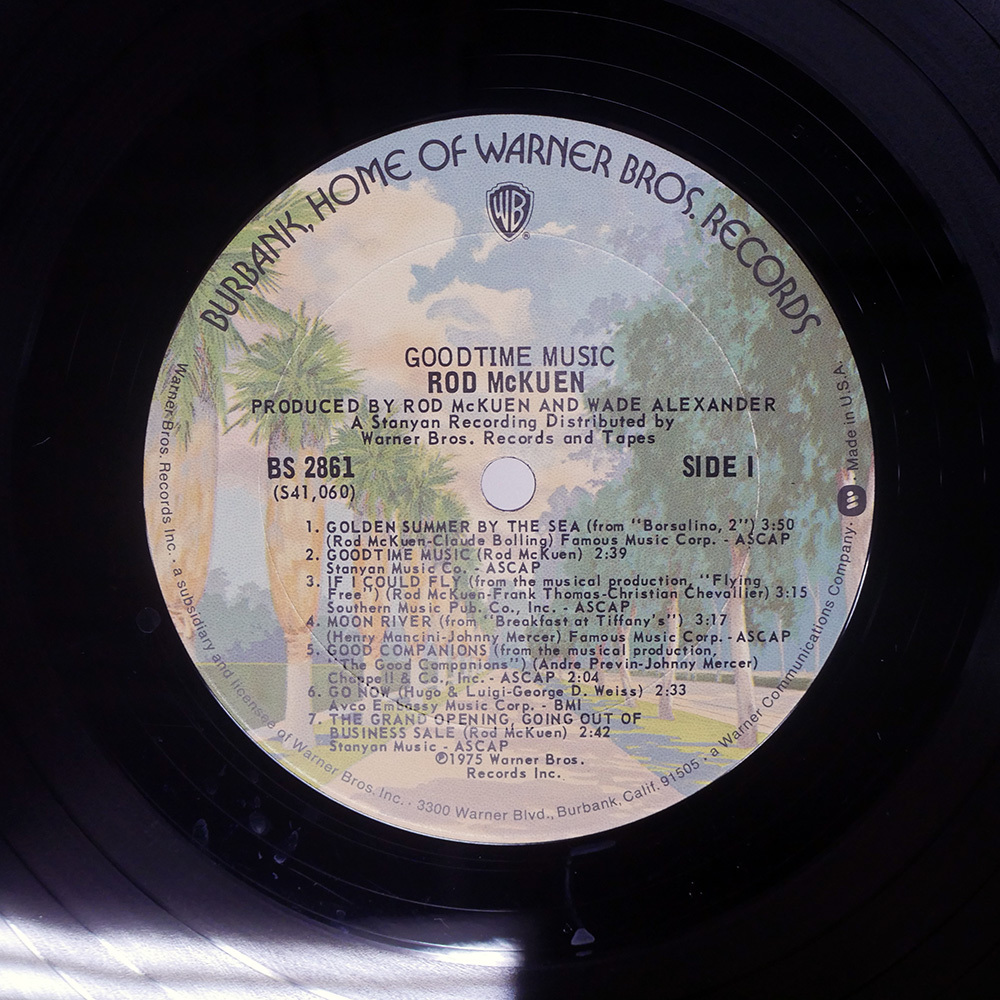 BURBANK, HOME OF WARNER BROS. RECORDS
WB
®
GOODTIME MUSIC
ROD McKUEN
PRODUCED BY ROD McKUEN AND WADE ALEXANDER
A Stanyan Recording Distributed by
Warner Bros. Records and Tapes
BS 2861
(S41,060)
SIDE 1
1. GOLDEN SUMMER BY THE SEA (from "Borsalino, 2") 3:50
(Rod McKuen-Claude Bolling) Famous Music Corp. - ASCAP
2. GOODTIME MUSIC (Rod McKuen) 2:39
Stanyan Music Co. - ASCAP
3. IF I COULD FLY (from the musical production, "Flying
Free") (Rod McKuen-Frank Thomas-Christian Chevallier) 3:15
Southern Music Pub. Co., Inc. - ASCAP
4. MOON RIVER (from "Breakfast at Tiffany's") 3:17
(Henry Mancini-Johnny Mercer) Famous Music Corp. - ASCAP
5. GOOD COMPANIONS (from the musical production,
"The Good Companions") (Andre Previn-Johnny Mercer)
Chappell & Co., Inc. - ASCAP 2:04
6. GO NOW (Hugo & Luigi-George D. Weiss) 2:33
Avco Embassy Music Corp. - BMI
7. THE GRAND OPENING, GOING OUT OF
BUSINESS SALE (Rod McKuen) 2:42
Stanyan Music - ASCAP
℗1975 Warner Bros.
Records Inc.
Warner Bros. Records Inc. · a subsidiary and licensee of Warner Bros. Inc. · 3300 Warner Blvd., Burbank, Calif. 91505 · a Warner Communications Company · Made in U.S.A.